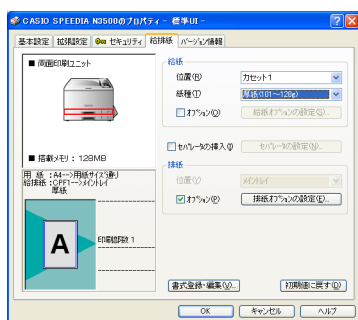 CASIO SPEEDIA N3500のプロパティ - 標準UI -
基本設定 拡張設定 セキュリティ 給排紙 バージョン情報
■ 両面印刷ユニット
■ 搭載メモリ : 128MB
用 紙 : A4-->用紙サイズ通り
給排紙 : CPF1-->メイントレイ
厚紙
A
印刷部数 1
給紙
位置(R) カセット1
紙種(T) 厚紙(101～128g)
オプション(Q) 給紙オプションの設定(S)...
セパレータの挿入(I) セパレータの設定(N)...
排紙
位置(Y) メイントレイ
オプション(P) 排紙オプションの設定(E)...
書式登録・編集(V)... 初期値に戻す(D)
OK キャンセル ヘルプ